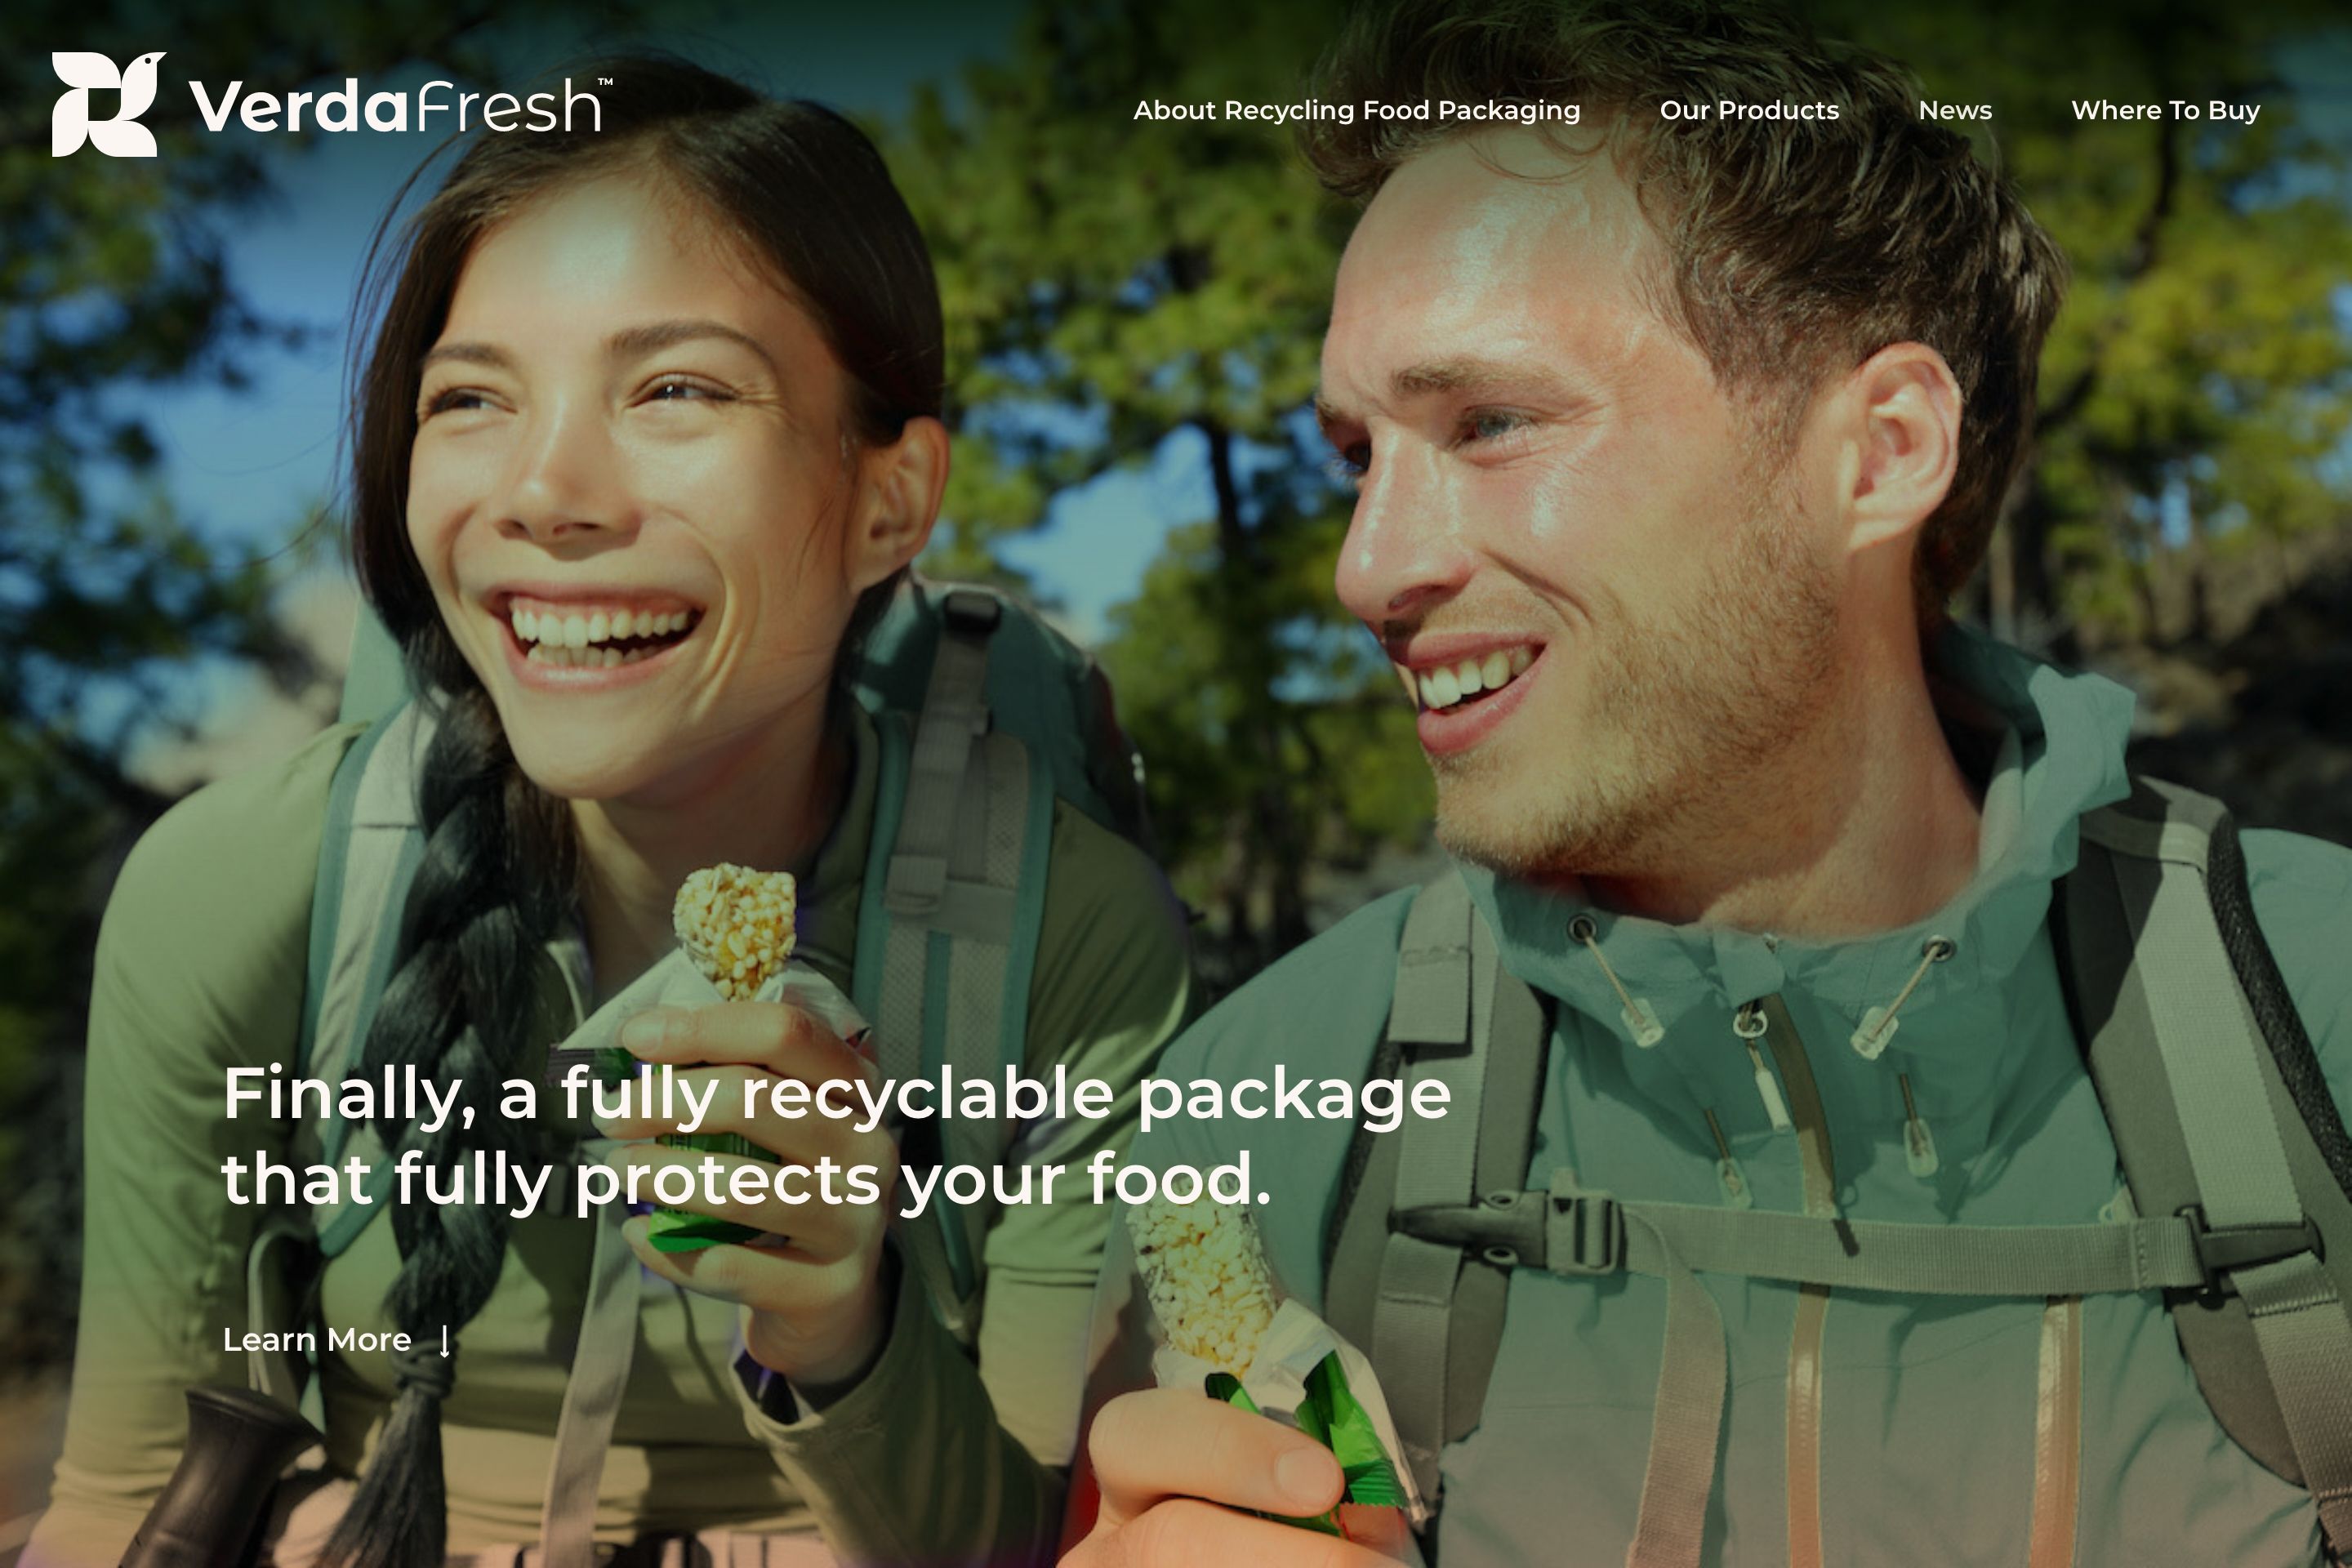 VerdaFresh™
About Recycling Food Packaging
Our Products
News
Where To Buy
Finally, a fully recyclable package
that fully protects your food.
Learn More ↓